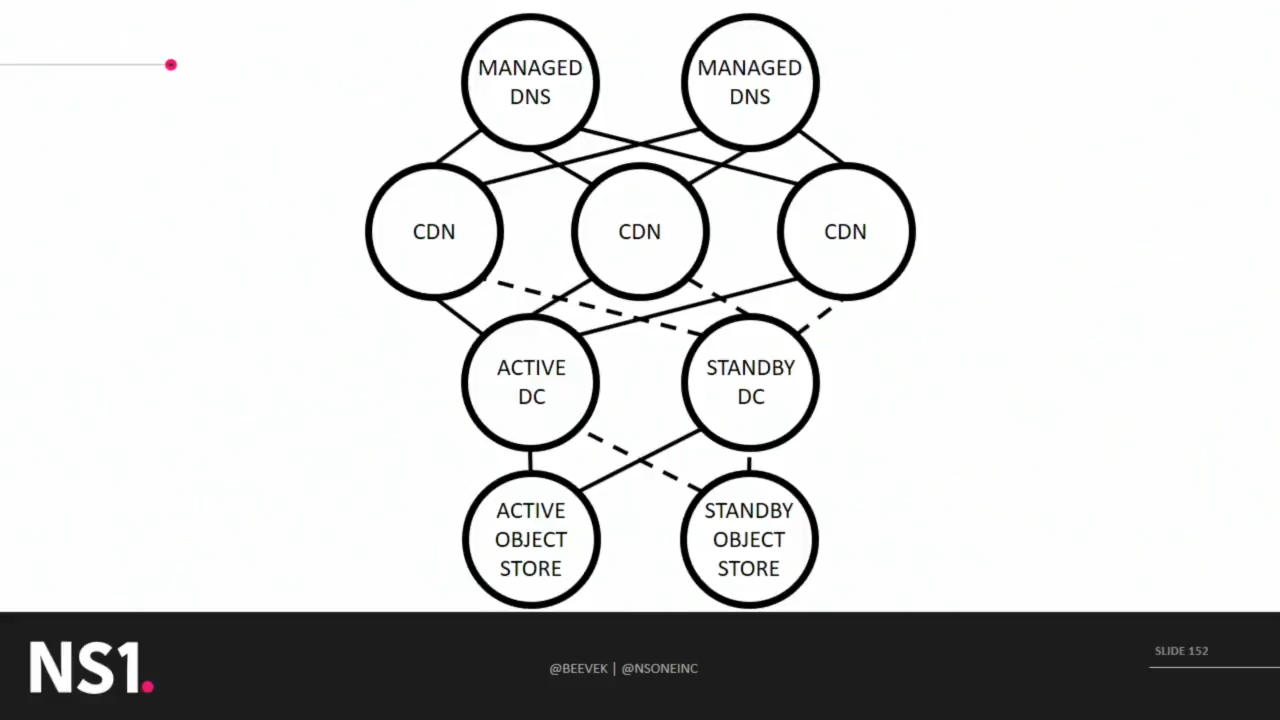 MANAGED
DNS
MANAGED
DNS
CDN
CDN
CDN
ACTIVE
DC
STANDBY
DC
ACTIVE
OBJECT
STORE
STANDBY
OBJECT
STORE
NS1.
@BEEVEK | @NSONEINC
SLIDE 152